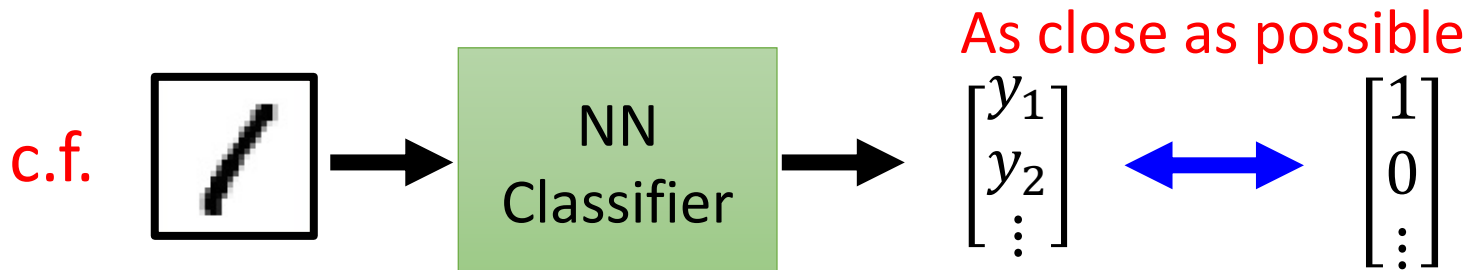 As close as possible
c.f.
NN
Classifier
y₁
y₂
⋮
1
0
⋮